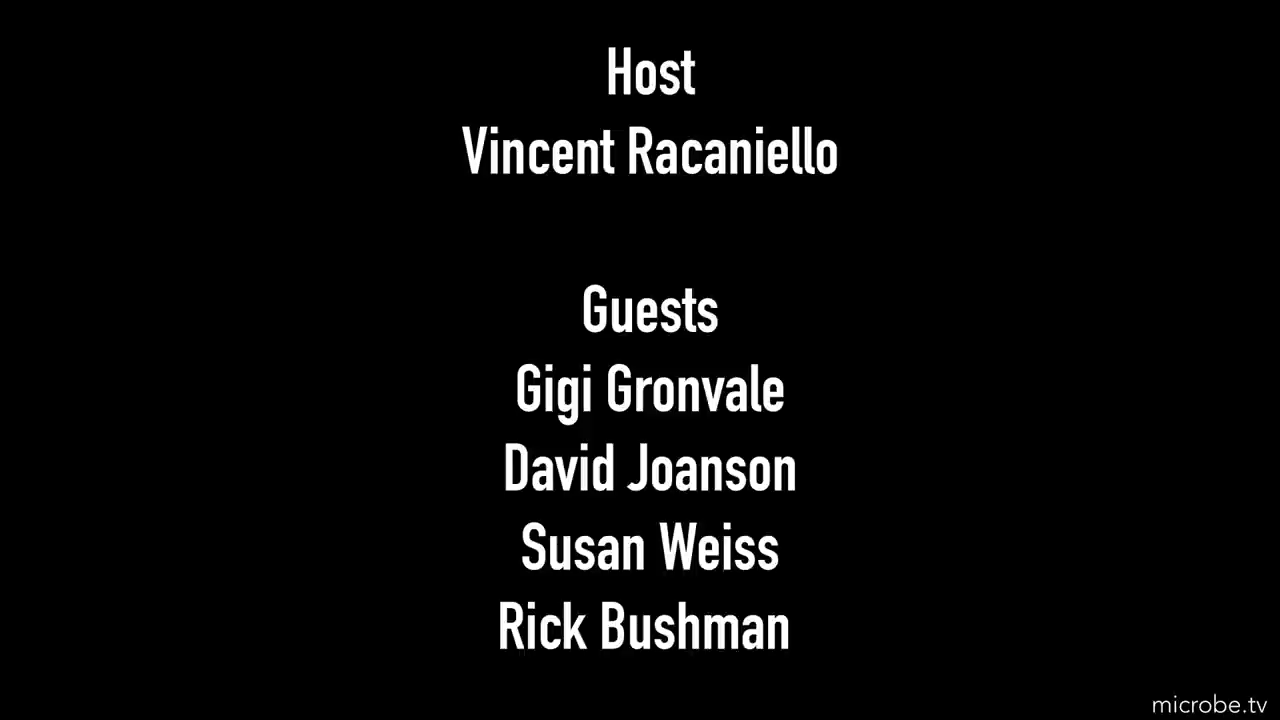 Host
Vincent Racaniello
Guests
Gigi Gronvale
David Joanson
Susan Weiss
Rick Bushman
microbe.tv